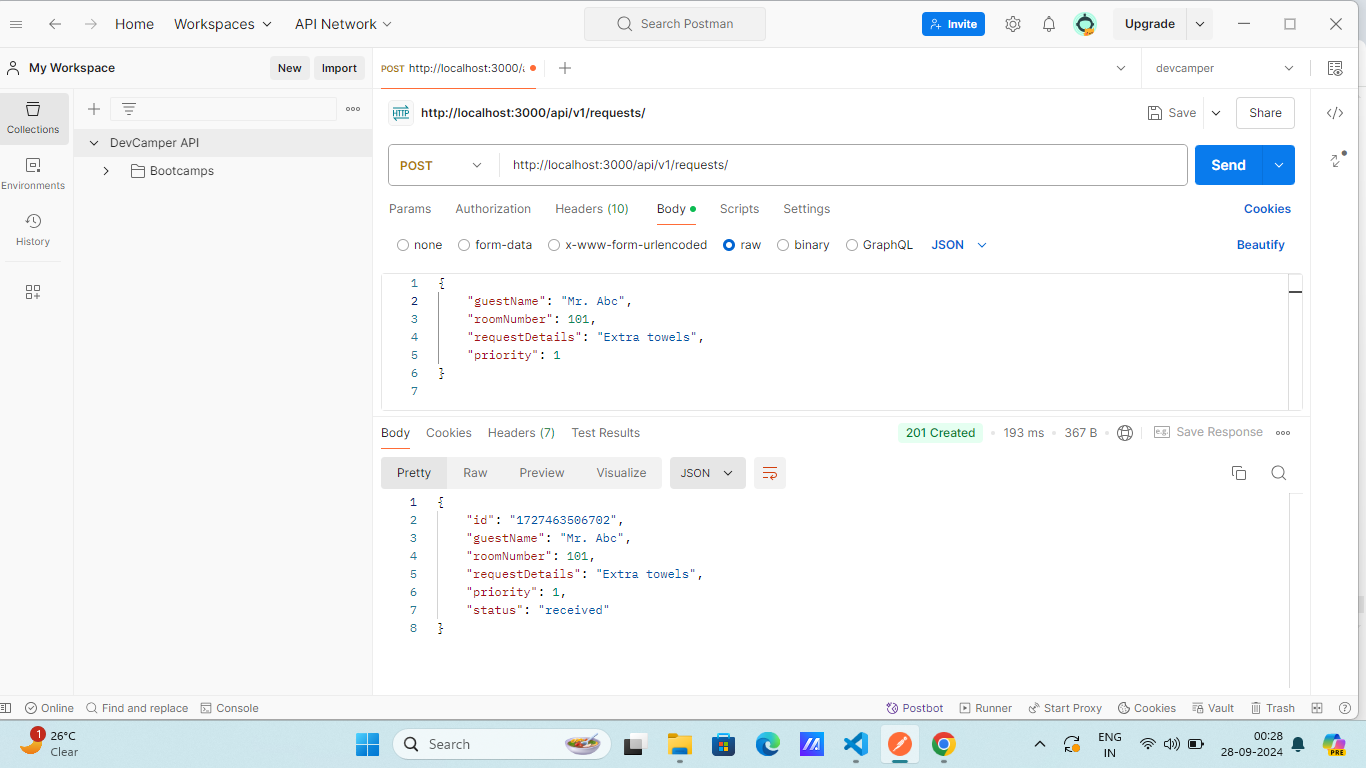 Home Workspaces API Network Search Postman Invite Upgrade
My Workspace New Import POST http://localhost:3000/ devcamper
Collections
DevCamper API
Bootcamps
Environments
History
HTTP http://localhost:3000/api/v1/requests/ Save Share
POST http://localhost:3000/api/v1/requests/ Send
Params Authorization Headers (10) Body Scripts Settings Cookies
none form-data x-www-form-urlencoded raw binary GraphQL JSON Beautify
1 {
2 "guestName": "Mr. Abc",
3 "roomNumber": 101,
4 "requestDetails": "Extra towels",
5 "priority": 1
6 }
7
Body Cookies Headers (7) Test Results 201 Created 193 ms 367 B e.g. Save Response
Pretty Raw Preview Visualize JSON
1 {
2 "id": "1727463506702",
3 "guestName": "Mr. Abc",
4 "roomNumber": 101,
5 "requestDetails": "Extra towels",
6 "priority": 1,
7 "status": "received"
8 }
Online Find and replace Console Postbot Runner Start Proxy Cookies Vault Trash
1 26°C
Clear
Search
ENG
IN
00:28
28-09-2024
PRE